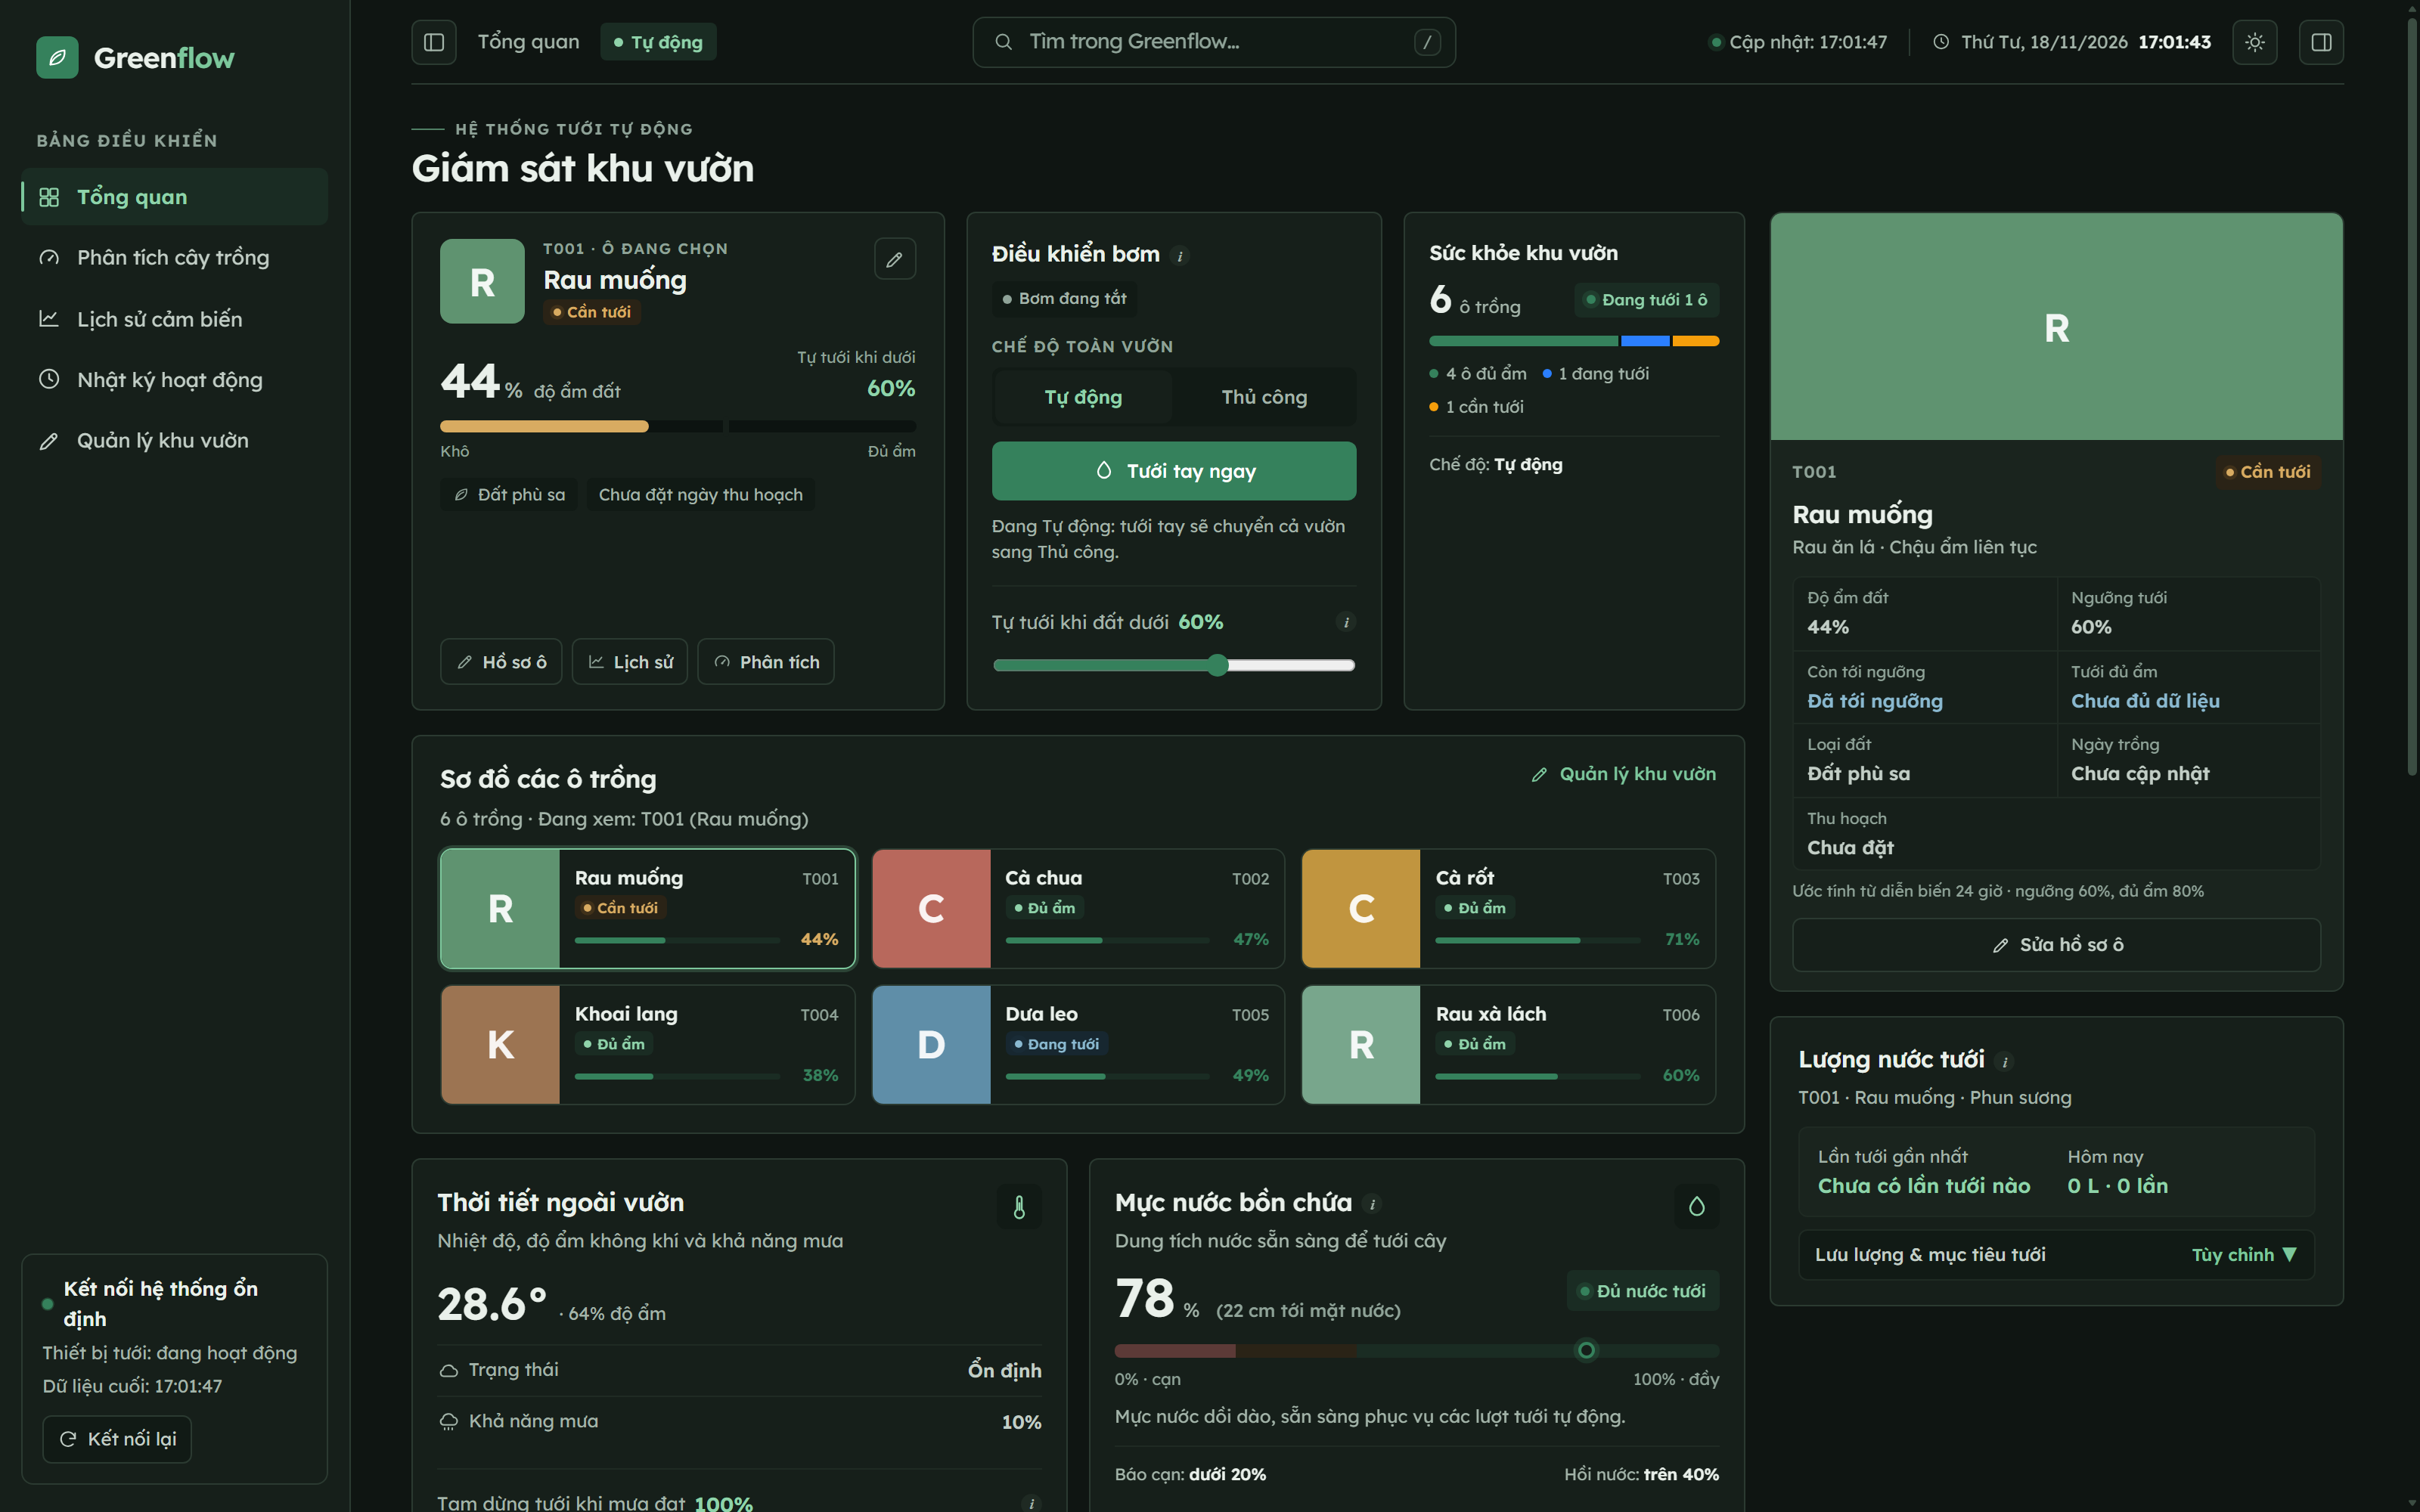 Greenflow
BẢNG ĐIỀU KHIỂN
Tổng quan
Phân tích cây trồng
Lịch sử cảm biến
Nhật ký hoạt động
Quản lý khu vườn
Kết nối hệ thống ổn
định
Thiết bị tưới: đang hoạt động
Dữ liệu cuối: 17:01:47
Kết nối lại
Tổng quan
Tự động
Tìm trong Greenflow...
/
Cập nhật: 17:01:47
Thứ Tư, 18/11/2026 17:01:43
HỆ THỐNG TƯỚI TỰ ĐỘNG
Giám sát khu vườn
R
T001 · Ô ĐANG CHỌN
Rau muống
Cần tưới
44% độ ẩm đất
Tự tưới khi dưới
60%
Khô
Đủ ẩm
Đất phù sa
Chưa đặt ngày thu hoạch
Hồ sơ ô
Lịch sử
Phân tích
Điều khiển bơm i
Bơm đang tắt
CHẾ ĐỘ TOÀN VƯỜN
Tự động
Thủ công
Tưới tay ngay
Đang Tự động: tưới tay sẽ chuyển cả vườn
sang Thủ công.
Tự tưới khi đất dưới 60% i
Sức khỏe khu vườn
6 ô trồng
Đang tưới 1 ô
4 ô đủ ẩm
1 đang tưới
1 cần tưới
Chế độ: Tự động
R
T001
Cần tưới
Rau muống
Rau ăn lá · Chậu ẩm liên tục
Độ ẩm đất
44%
Ngưỡng tưới
60%
Còn tới ngưỡng
Đã tới ngưỡng
Tưới đủ ẩm
Chưa đủ dữ liệu
Loại đất
Đất phù sa
Ngày trồng
Chưa cập nhật
Thu hoạch
Chưa đặt
Ước tính từ diễn biến 24 giờ · ngưỡng 60%, đủ ẩm 80%
Sửa hồ sơ ô
Sơ đồ các ô trồng
Quản lý khu vườn
6 ô trồng · Đang xem: T001 (Rau muống)
R
Rau muống
T001
Cần tưới
44%
C
Cà chua
T002
Đủ ẩm
47%
C
Cà rốt
T003
Đủ ẩm
71%
K
Khoai lang
T004
Đủ ẩm
38%
D
Dưa leo
T005
Đang tưới
49%
R
Rau xà lách
T006
Đủ ẩm
60%
Lượng nước tưới i
T001 · Rau muống · Phun sương
Lần tưới gần nhất
Chưa có lần tưới nào
Hôm nay
0 L · 0 lần
Lưu lượng & mục tiêu tưới
Tùy chỉnh ▼
Thời tiết ngoài vườn
Nhiệt độ, độ ẩm không khí và khả năng mưa
28.6° · 64% độ ẩm
Trạng thái
Ổn định
Khả năng mưa
10%
Tạm dừng tưới khi mưa đạt 100% i
Mực nước bồn chứa i
Dung tích nước sẵn sàng để tưới cây
78 % (22 cm tới mặt nước)
Đủ nước tưới
0% · cạn
100% · đầy
Mực nước dồi dào, sẵn sàng phục vụ các lượt tưới tự động.
Báo cạn: dưới 20%
Hồi nước: trên 40%